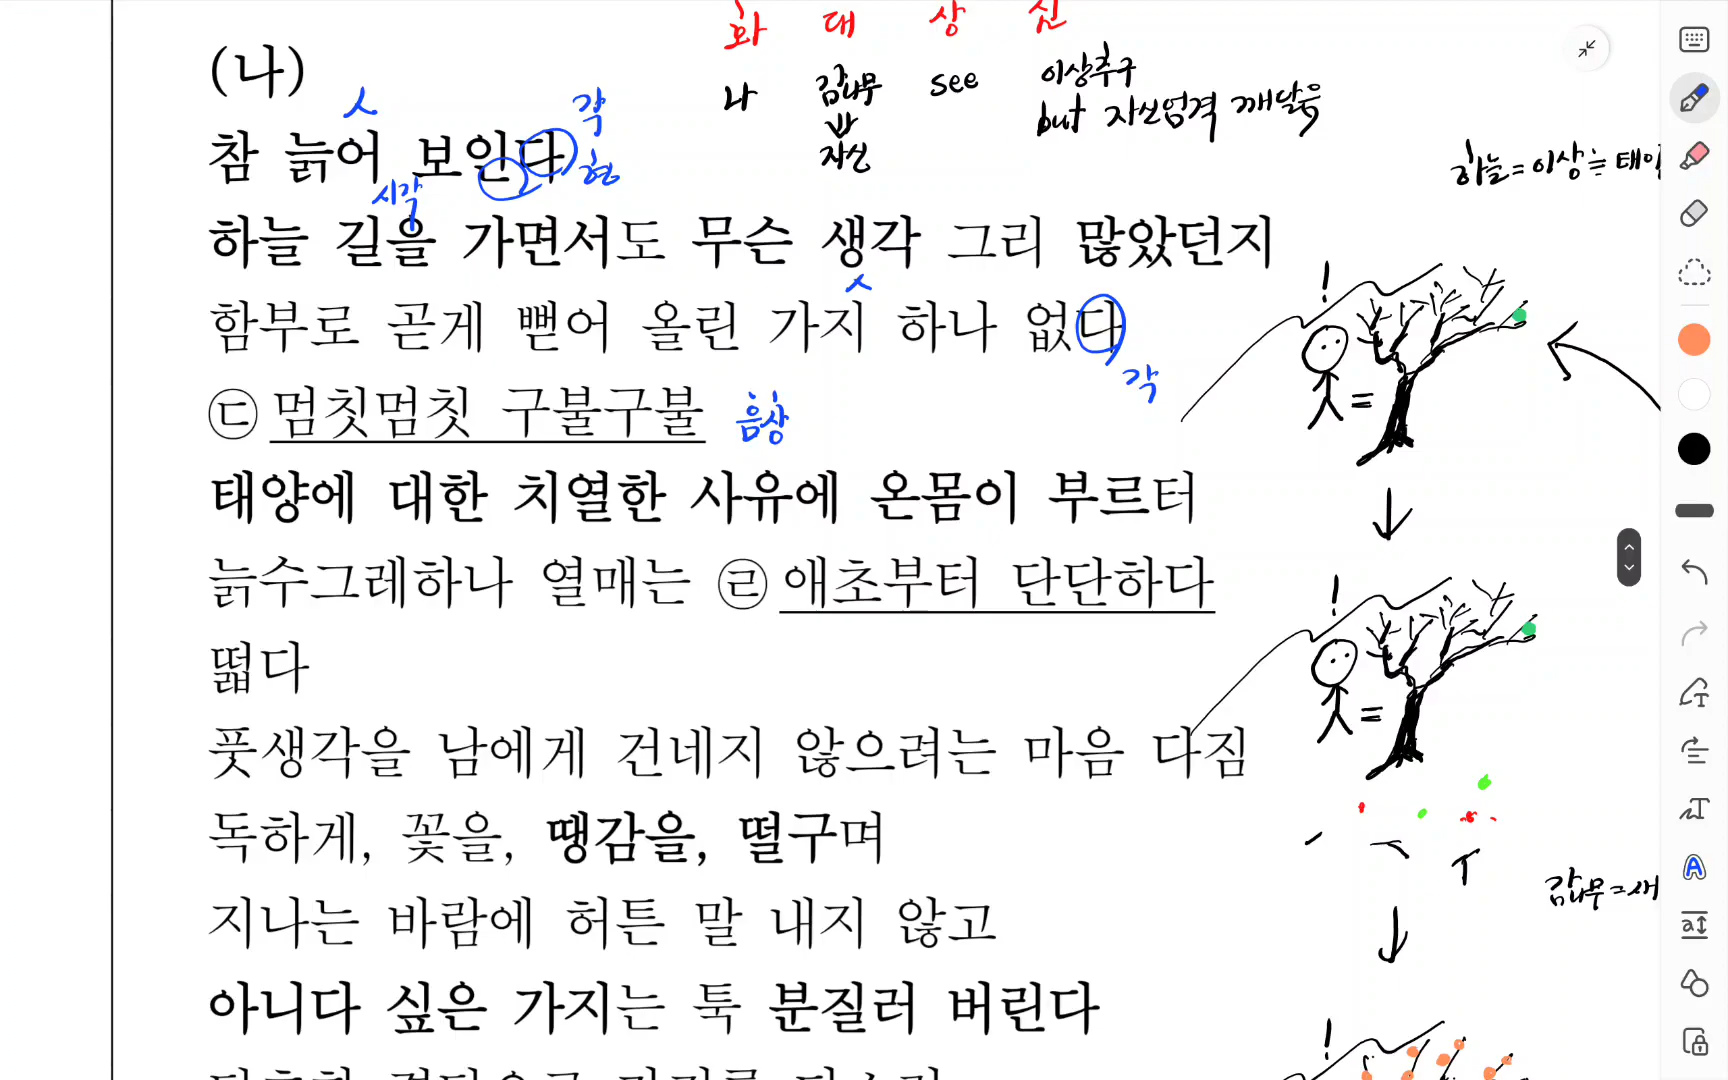 화 대 상 심
나 감나무 see 이상추구
but 자신엄격 깨달음
자신
(나)
ㅅ 각
참 늙어 보인다
현
시각
하늘=이상≒태양
하늘 길을 가면서도 무슨 생각 그리 많았던지
ㅅ
함부로 곧게 뻗어 올린 가지 하나 없다
각
㉢ 멈칫멈칫 구불구불 음상
태양에 대한 치열한 사유에 온몸이 부르터
늙수그레하나 열매는 ㉣ 애초부터 단단하다
떫다
풋생각을 남에게 건네지 않으려는 마음 다짐
독하게, 꽃을, 땡감을, 떨구며
감나무=
지나는 바람에 허튼 말 내지 않고
아니다 싶은 가지는 툭 분질러 버린다